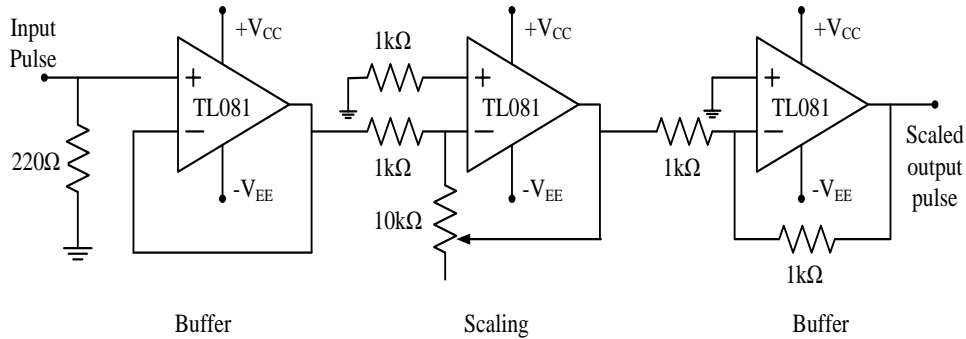 Input
Pulse
220Ω
+V_CC
+
TL081
−
-V_EE
1kΩ
1kΩ
10kΩ
+V_CC
+
TL081
−
-V_EE
1kΩ
+V_CC
+
TL081
−
-V_EE
1kΩ
Scaled
output
pulse
Buffer
Scaling
Buffer